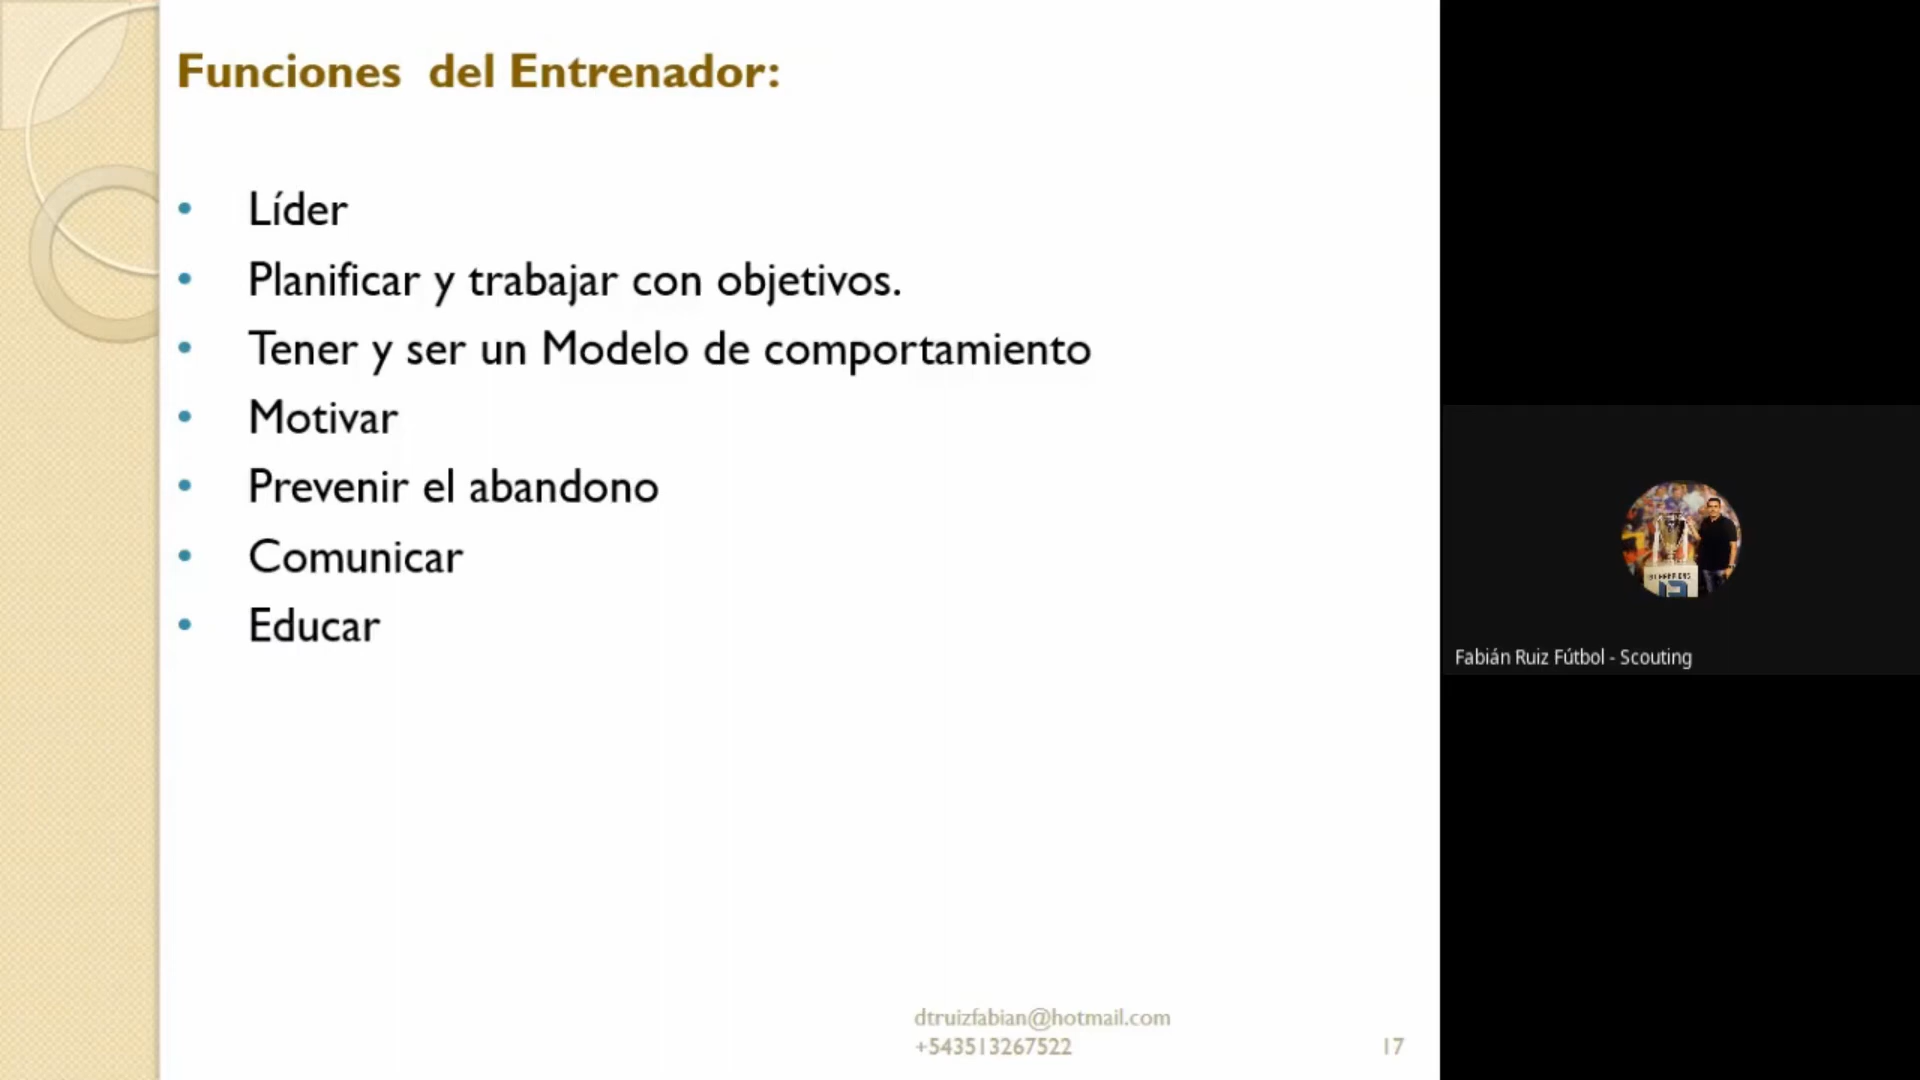 Funciones del Entrenador:
• Líder
• Planificar y trabajar con objetivos.
• Tener y ser un Modelo de comportamiento
• Motivar
• Prevenir el abandono
• Comunicar
• Educar
Fabián Ruiz Fútbol - Scouting
dtruizfabian@hotmail.com
+543513267522
17